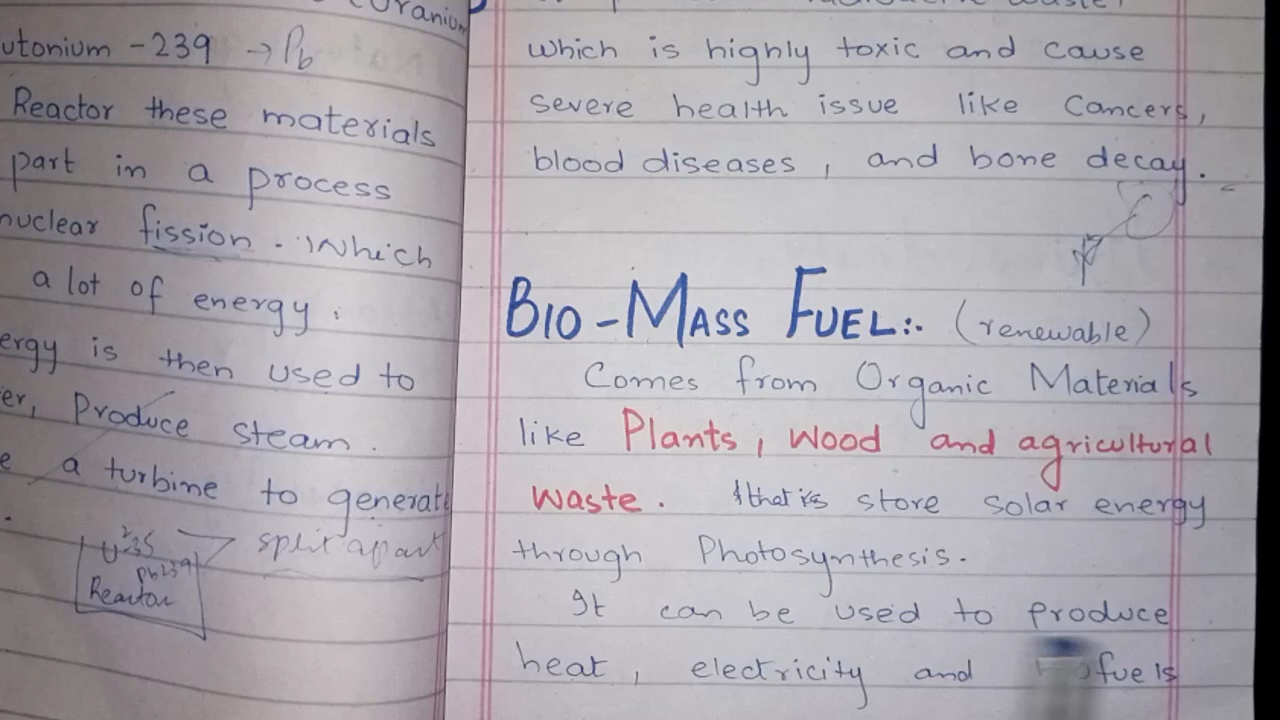 (Uranium
utonium - 239 → Pb
Reactor these materials
part in a process
nuclear fission. Which
a lot of energy.
ergy is then used to
er, Produce steam.
e a turbine to generate
.
U235 split apart
Pb239
Reactor
which is highly toxic and cause
severe health issue like Cancers,
blood diseases, and bone decay.
BIO-MASS FUEL:. (renewable)
Comes from Organic Materials
like Plants, Wood and agricultural
waste. that is store solar energy
through Photosynthesis.
It can be used to produce
heat, electricity and fuels